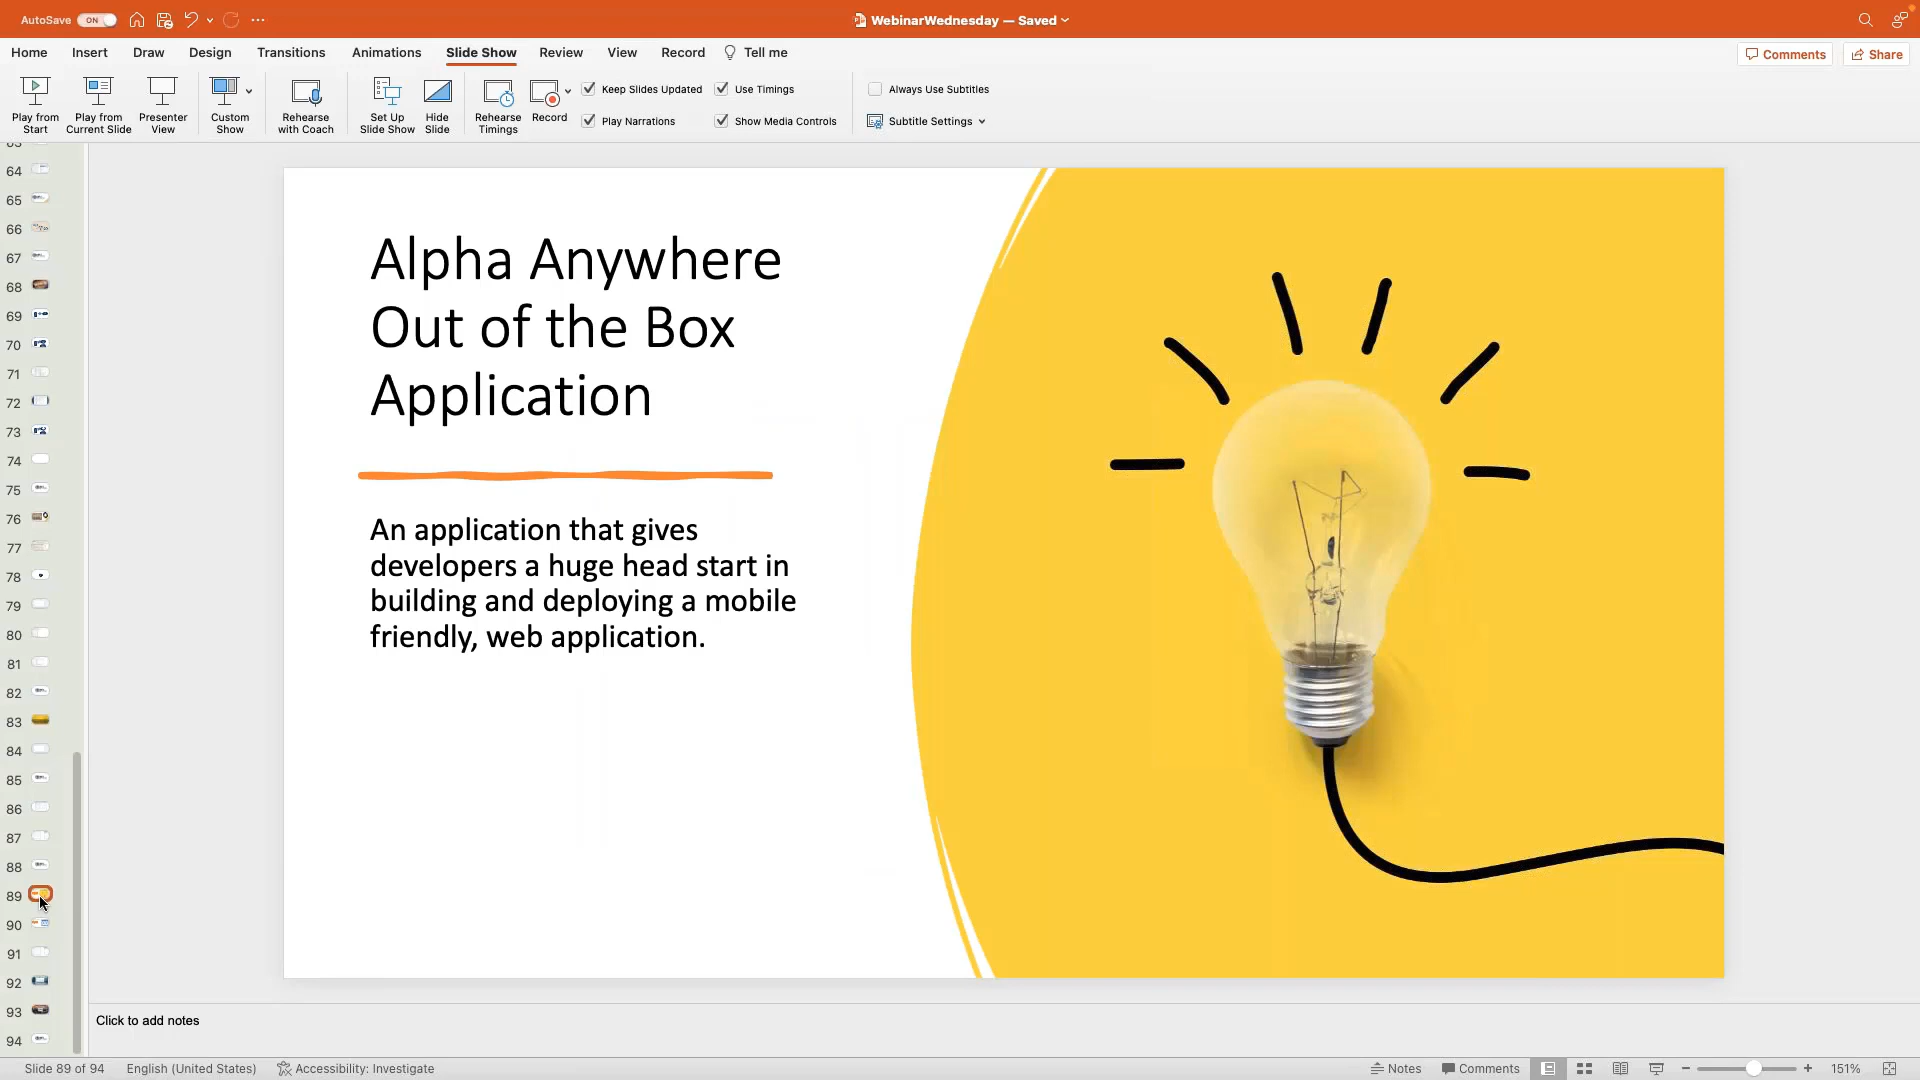 AutoSave ON
WebinarWednesday — Saved
Home Insert Draw Design Transitions Animations Slide Show Review View Record Tell me
Comments Share
Play from Start
Play from Current Slide
Presenter View
Custom Show
Rehearse with Coach
Set Up Slide Show
Hide Slide
Rehearse Timings
Record
Keep Slides Updated
Play Narrations
Use Timings
Show Media Controls
Always Use Subtitles
Subtitle Settings
63
64
65
66
67
68
69
70
71
72
73
74
75
76
77
78
79
80
81
82
83
84
85
86
87
88
89
90
91
92
93
94
Alpha Anywhere
Out of the Box
Application
An application that gives
developers a huge head start in
building and deploying a mobile
friendly, web application.
Click to add notes
Slide 89 of 94 English (United States) Accessibility: Investigate Notes Comments 151%